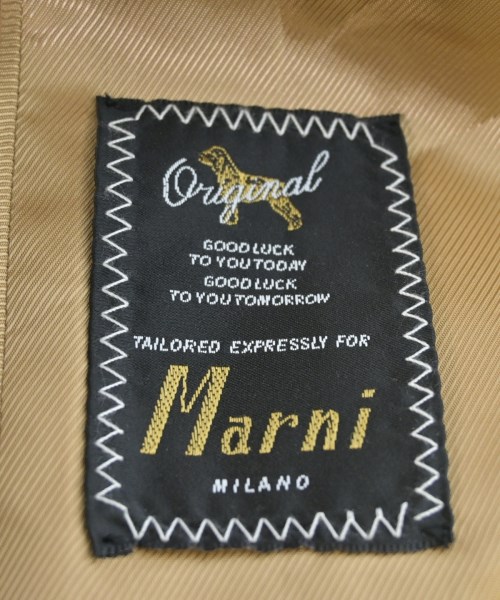 Original
GOOD LUCK
TO YOU TODAY
GOOD LUCK
TO YOU TOMORROW
TAILORED EXPRESSLY FOR
Marni
MILANO